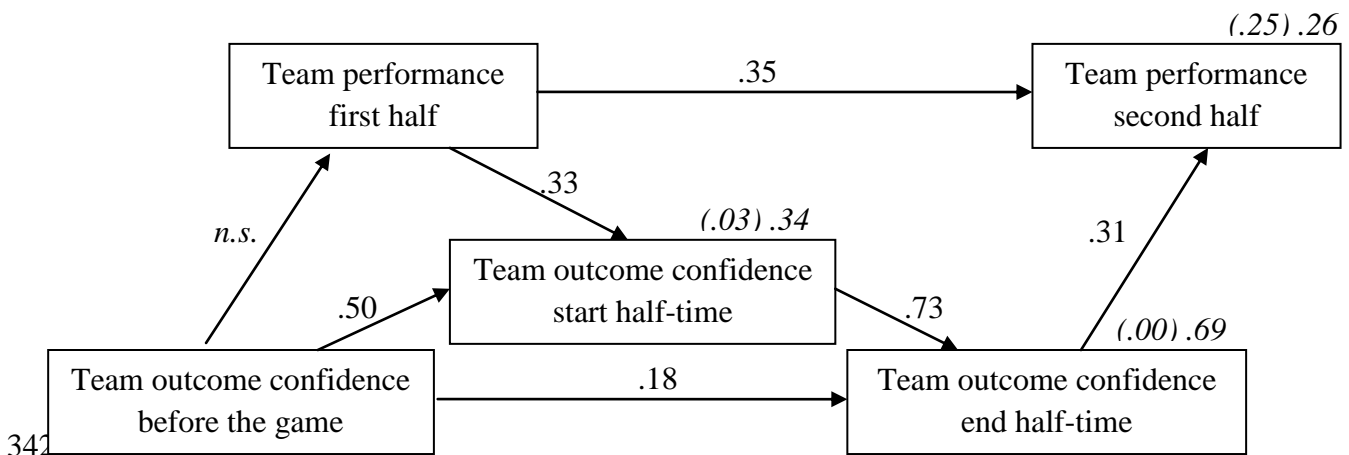 (.25) .26
Team performance
first half
.35
Team performance
second half
.33
n.s.
(.03) .34
.31
Team outcome confidence
start half-time
.50
.73
(.00) .69
Team outcome confidence
before the game
.18
Team outcome confidence
end half-time
342